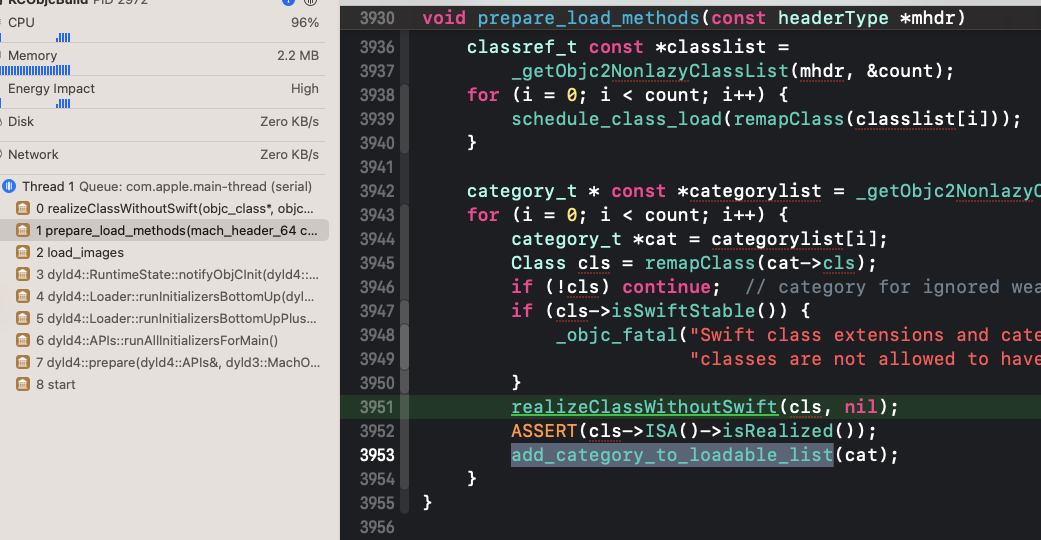 KCObjcBuild PID 2972
CPU 96%
Memory 2.2 MB
Energy Impact High
Disk Zero KB/s
Network Zero KB/s
Thread 1 Queue: com.apple.main-thread (serial)
0 realizeClassWithoutSwift(objc_class*, objc...
1 prepare_load_methods(mach_header_64 c...
2 load_images
3 dyld4::RuntimeState::notifyObjCInit(dyld4::...
4 dyld4::Loader::runInitializersBottomUp(dyl...
5 dyld4::Loader::runInitializersBottomUpPlus...
6 dyld4::APIs::runAllInitializersForMain()
7 dyld4::prepare(dyld4::APIs&, dyld3::MachO...
8 start
3930 void prepare_load_methods(const headerType *mhdr)
3936 classref_t const *classlist =
3937 _getObjc2NonlazyClassList(mhdr, &count);
3938 for (i = 0; i < count; i++) {
3939 schedule_class_load(remapClass(classlist[i]));
3940 }
3941
3942 category_t * const *categorylist = _getObjc2NonlazyC
3943 for (i = 0; i < count; i++) {
3944 category_t *cat = categorylist[i];
3945 Class cls = remapClass(cat->cls);
3946 if (!cls) continue; // category for ignored wea
3947 if (cls->isSwiftStable()) {
3948 _objc_fatal("Swift class extensions and cate
3949 "classes are not allowed to have
3950 }
3951 realizeClassWithoutSwift(cls, nil);
3952 ASSERT(cls->ISA()->isRealized());
3953 add_category_to_loadable_list(cat);
3954 }
3955 }
3956